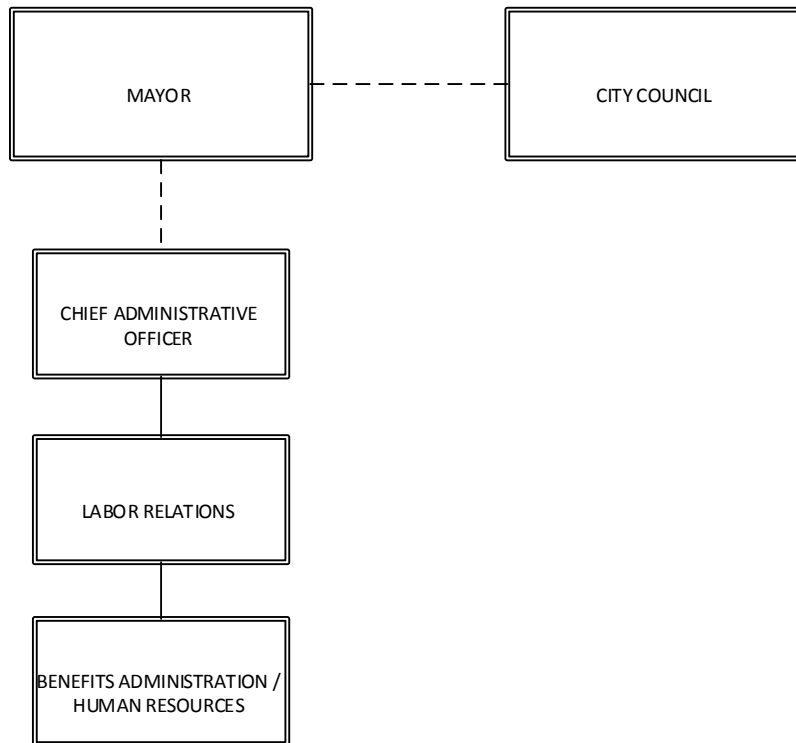 MAYOR
CITY COUNCIL
CHIEF ADMINISTRATIVE
OFFICER
LABOR RELATIONS
BENEFITS ADMINISTRATION /
HUMAN RESOURCES